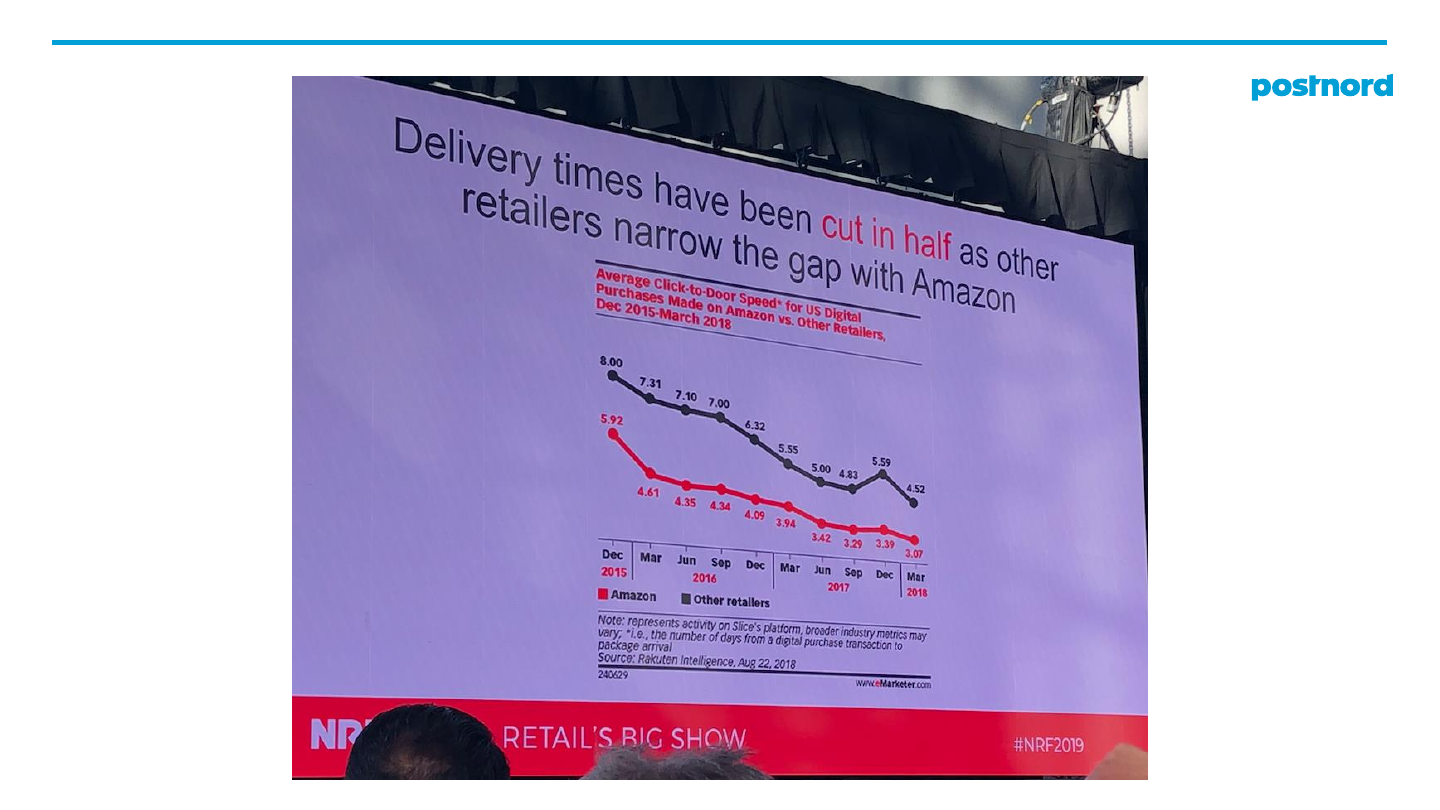 postnord
Delivery times have been cut in half as other
retailers narrow the gap with Amazon
Average Click-to-Door Speed* for US Digital
Purchases Made on Amazon vs. Other Retailers,
Dec 2015-March 2018
8.00
7.31
7.10
7.00
6.32
5.55
5.00
4.83
5.59
4.52
5.92
4.61
4.35
4.34
4.09
3.94
3.42
3.29
3.39
3.07
Dec Mar Jun Sep Dec Mar Jun Sep Dec Mar
2015 2016 2017 2018
Amazon Other retailers
Note: represents activity on Slice's platform, broader industry metrics may
vary; *i.e., the number of days from a digital purchase transaction to
package arrival
Source: Rakuten Intelligence, Aug 22, 2018
240629 www.eMarketer.com
NR RETAIL'S BIG SHOW #NRF2019